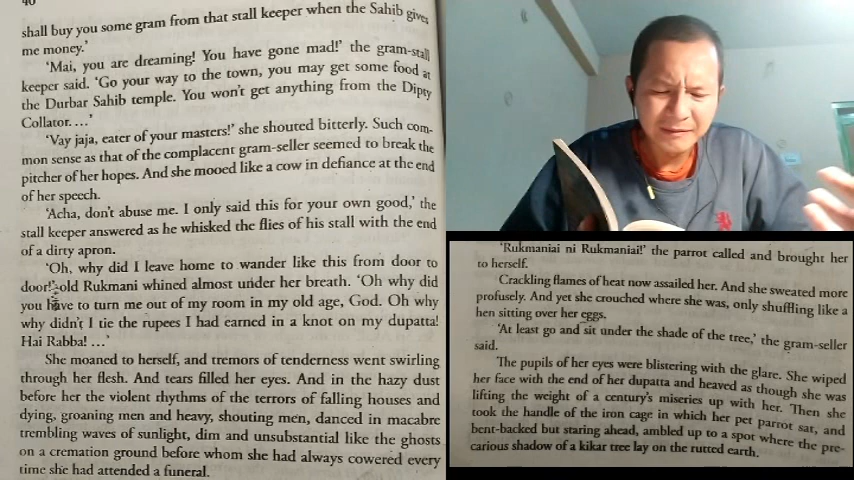 40
shall buy you some gram from that stall keeper when the Sahib gives
me money.'
'Mai, you are dreaming! You have gone mad!' the gram-stall
keeper said. 'Go your way to the town, you may get some food at
the Durbar Sahib temple. You won't get anything from the Dipty
Collator. …'
'Vay jaja, eater of your masters!' she shouted bitterly. Such com-
mon sense as that of the complacent gram-seller seemed to break the
pitcher of her hopes. And she mooed like a cow in defiance at the end
of her speech.
'Acha, don't abuse me. I only said this for your own good,' the
stall keeper answered as he whisked the flies of his stall with the end
of a dirty apron.
'Oh, why did I leave home to wander like this from door to
door!' old Rukmani whined almost under her breath. 'Oh why did
you have to turn me out of my room in my old age, God. Oh why
why didn't I tie the rupees I had earned in a knot on my dupatta!
Hai Rabba! …'
She moaned to herself, and tremors of tenderness went swirling
through her flesh. And tears filled her eyes. And in the hazy dust
before her the violent rhythms of the terrors of falling houses and
dying, groaning men and heavy, shouting men, danced in macabre
trembling waves of sunlight, dim and unsubstantial like the ghosts
on a cremation ground before whom she had always cowered every
time she had attended a funeral.
'Rukmaniai ni Rukmaniai!' the parrot called and brought her
to herself.
Crackling flames of heat now assailed her. And she sweated more
profusely. And yet she crouched where she was, only shuffling like a
hen sitting over her eggs.
'At least go and sit under the shade of the tree,' the gram-seller
said.
The pupils of her eyes were blistering with the glare. She wiped
her face with the end of her dupatta and heaved as though she was
lifting the weight of a century's miseries up with her. Then she
took the handle of the iron cage in which her pet parrot sat, and
bent-backed but staring ahead, ambled up to a spot where the pre-
carious shadow of a kikar tree lay on the rutted earth.